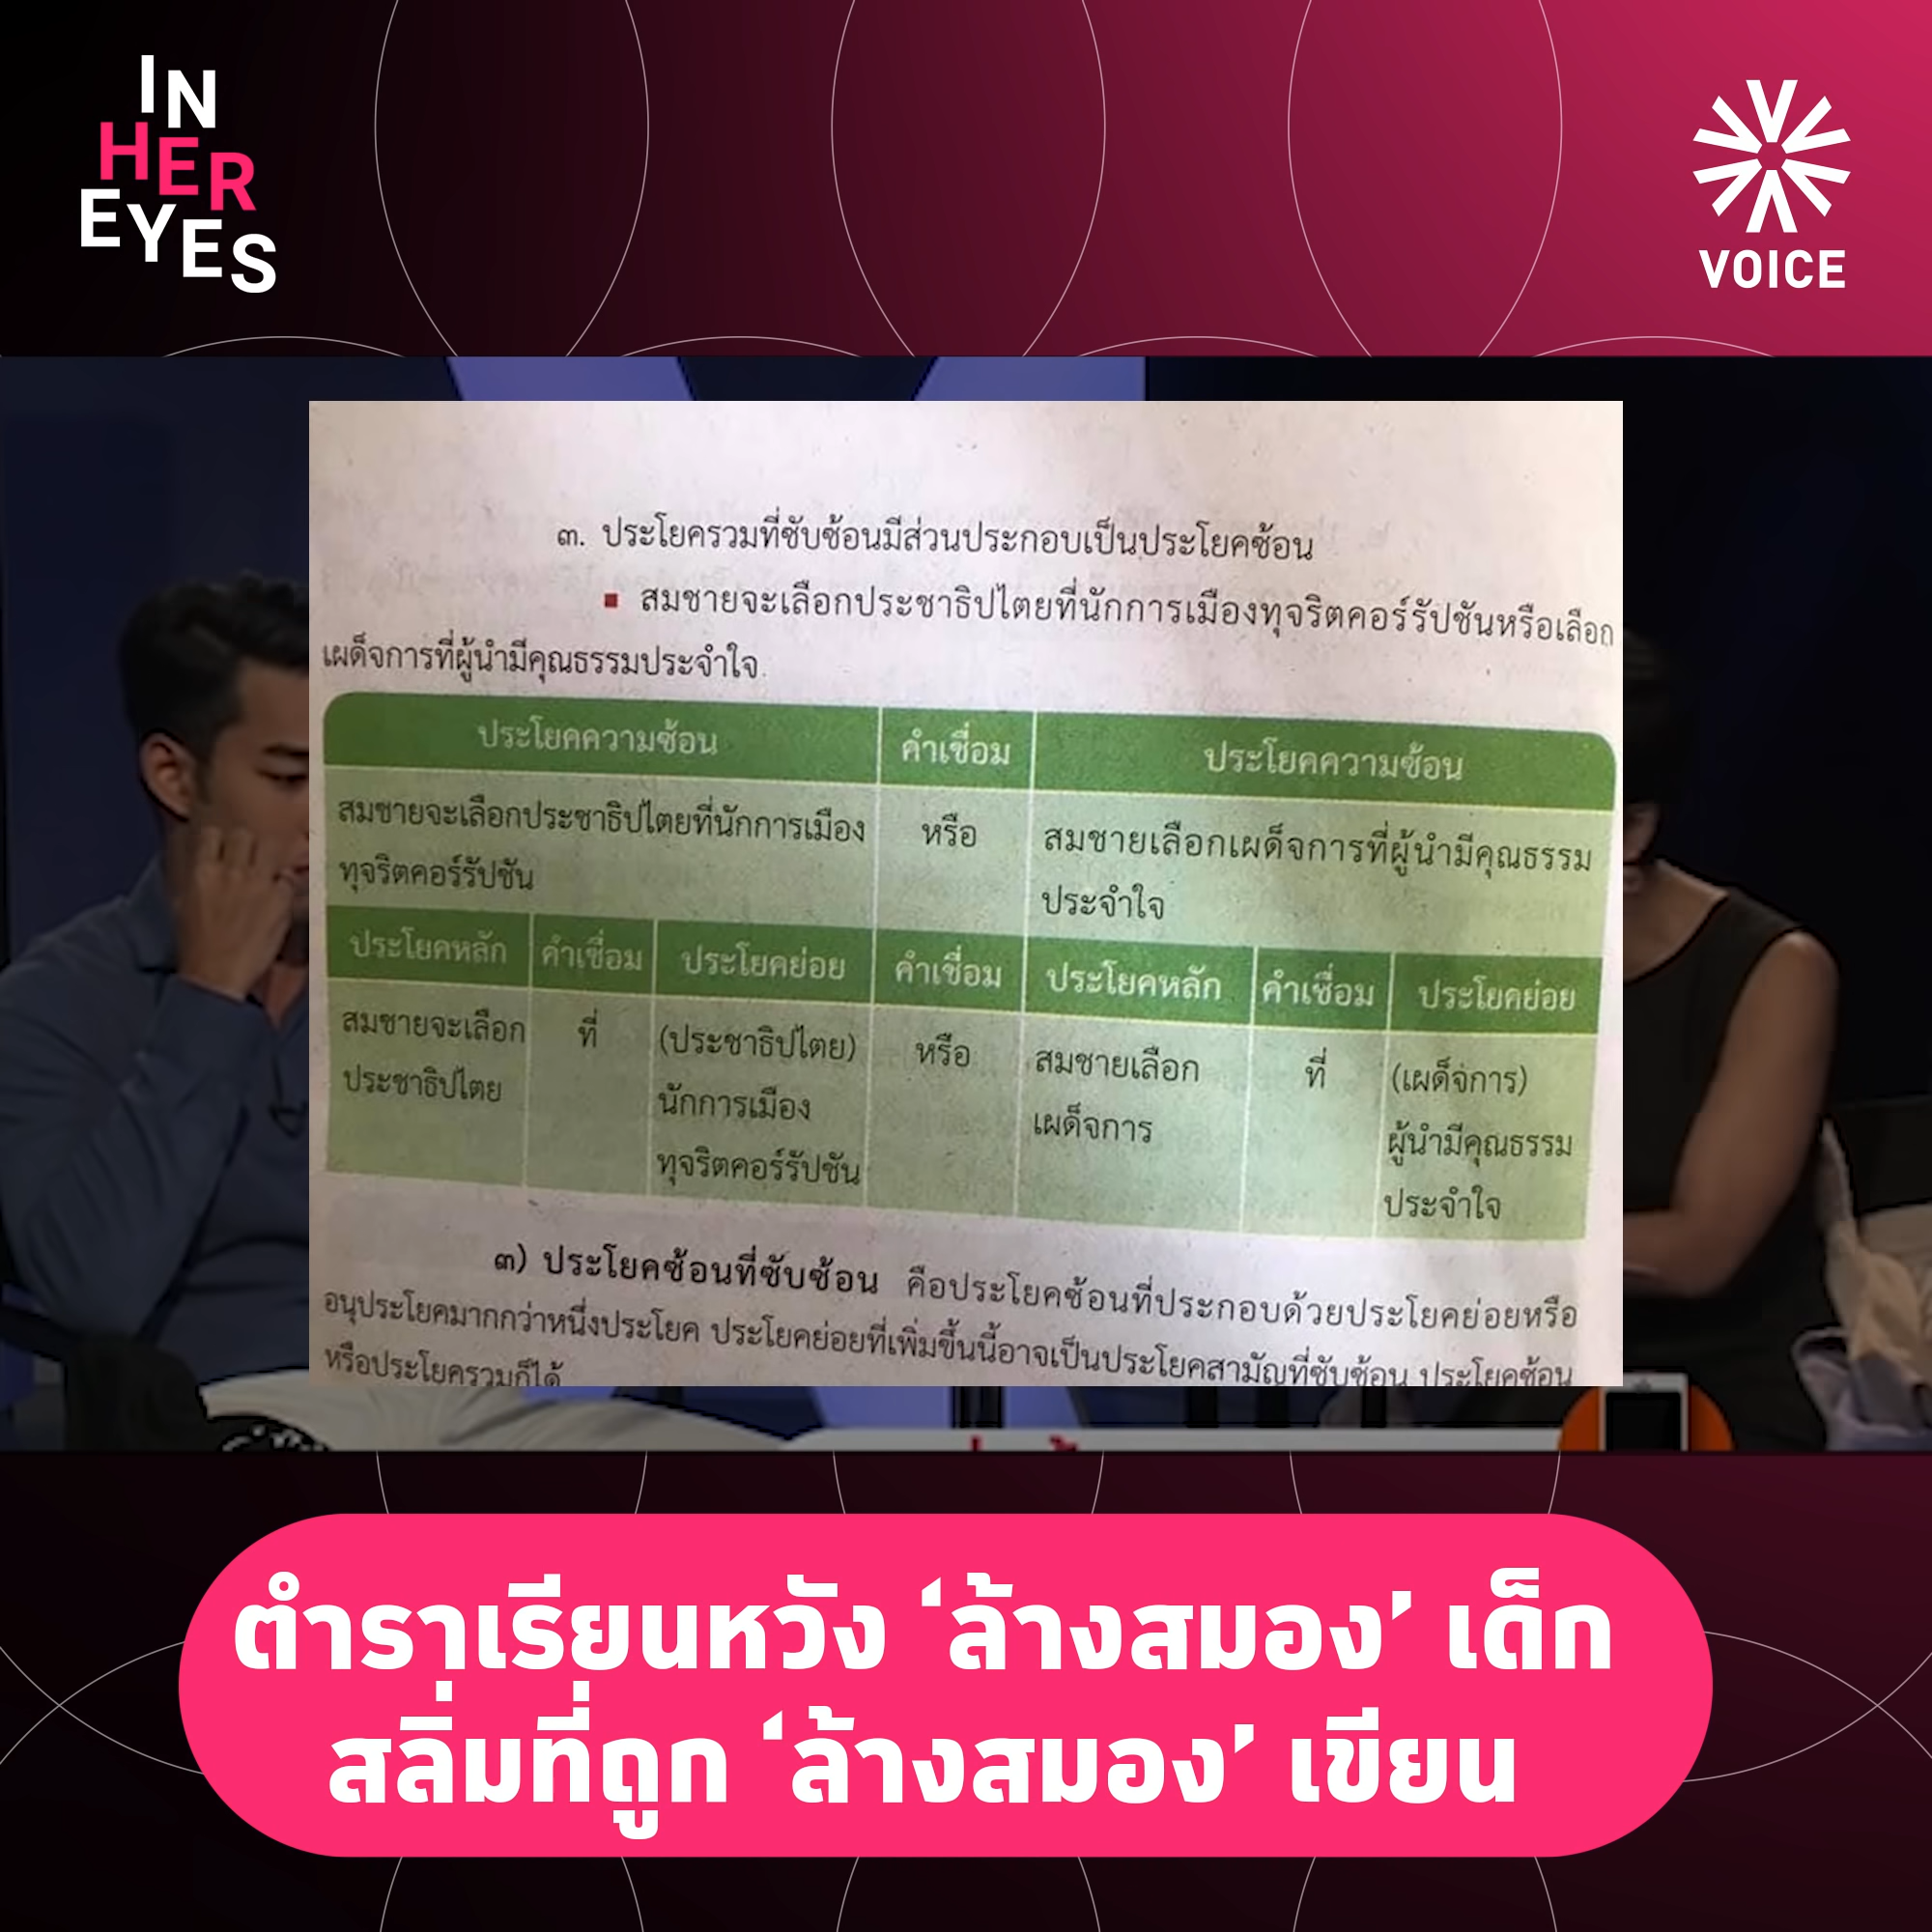 IN
HER
EYES
VOICE
๓. ประโยครวมที่ซับซ้อนมีส่วนประกอบเป็นประโยคซ้อน
▪ สมชายจะเลือกประชาธิปไตยที่นักการเมืองทุจริตคอร์รัปชันหรือเลือก
เผด็จการที่ผู้นำมีคุณธรรมประจำใจ
ประโยคความซ้อน คำเชื่อม ประโยคความซ้อน
สมชายจะเลือกประชาธิปไตยที่นักการเมือง หรือ สมชายเลือกเผด็จการที่ผู้นำมีคุณธรรม
ทุจริตคอร์รัปชัน ประจำใจ
ประโยคหลัก คำเชื่อม ประโยคย่อย คำเชื่อม ประโยคหลัก คำเชื่อม ประโยคย่อย
สมชายจะเลือก ที่ (ประชาธิปไตย) หรือ สมชายเลือก ที่ (เผด็จการ)
ประชาธิปไตย นักการเมือง เผด็จการ ผู้นำมีคุณธรรม
ทุจริตคอร์รัปชัน ประจำใจ
๓) ประโยคซ้อนที่ซับซ้อน คือประโยคซ้อนที่ประกอบด้วยประโยคย่อยหรือ
อนุประโยคมากกว่าหนึ่งประโยค ประโยคย่อยที่เพิ่มขึ้นนี้อาจเป็นประโยคสามัญที่ซับซ้อน ประโยคซ้อน
หรือประโยครวมก็ได้
ตำราเรียนหวัง ‘ล้างสมอง’ เด็ก
สลิ่มที่ถูก ‘ล้างสมอง’ เขียน